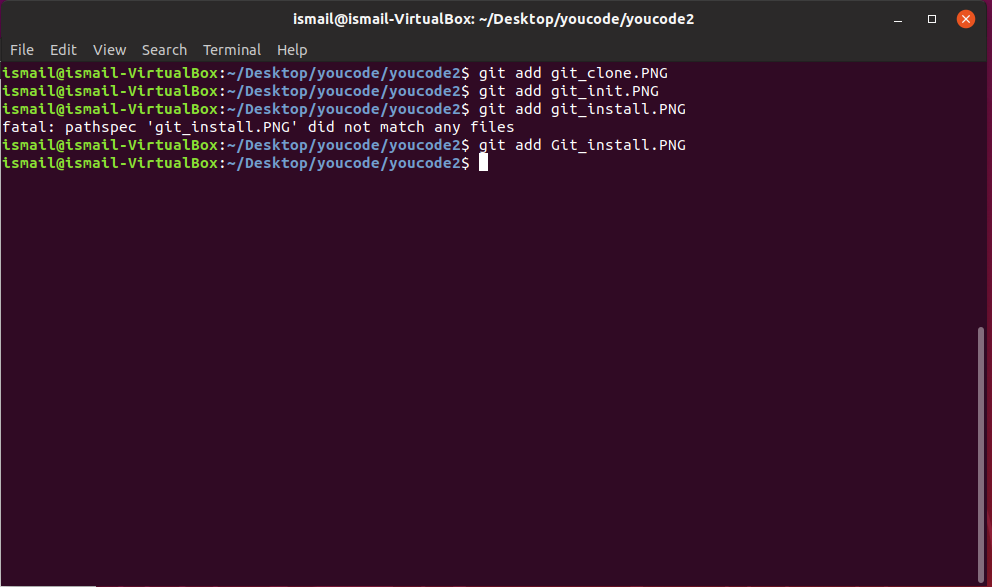 ismail@ismail-VirtualBox: ~/Desktop/youcode/youcode2
File Edit View Search Terminal Help
ismail@ismail-VirtualBox:~/Desktop/youcode/youcode2$ git add git_clone.PNG
ismail@ismail-VirtualBox:~/Desktop/youcode/youcode2$ git add git_init.PNG
ismail@ismail-VirtualBox:~/Desktop/youcode/youcode2$ git add git_install.PNG
fatal: pathspec 'git_install.PNG' did not match any files
ismail@ismail-VirtualBox:~/Desktop/youcode/youcode2$ git add Git_install.PNG
ismail@ismail-VirtualBox:~/Desktop/youcode/youcode2$